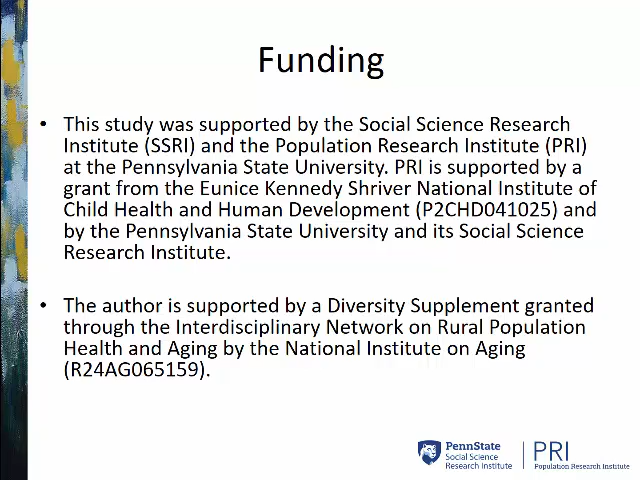 Funding
• This study was supported by the Social Science Research
Institute (SSRI) and the Population Research Institute (PRI)
at the Pennsylvania State University. PRI is supported by a
grant from the Eunice Kennedy Shriver National Institute of
Child Health and Human Development (P2CHD041025) and
by the Pennsylvania State University and its Social Science
Research Institute.
• The author is supported by a Diversity Supplement granted
through the Interdisciplinary Network on Rural Population
Health and Aging by the National Institute on Aging
(R24AG065159).
PennState
Social Science
Research Institute
PRI
Population Research Institute